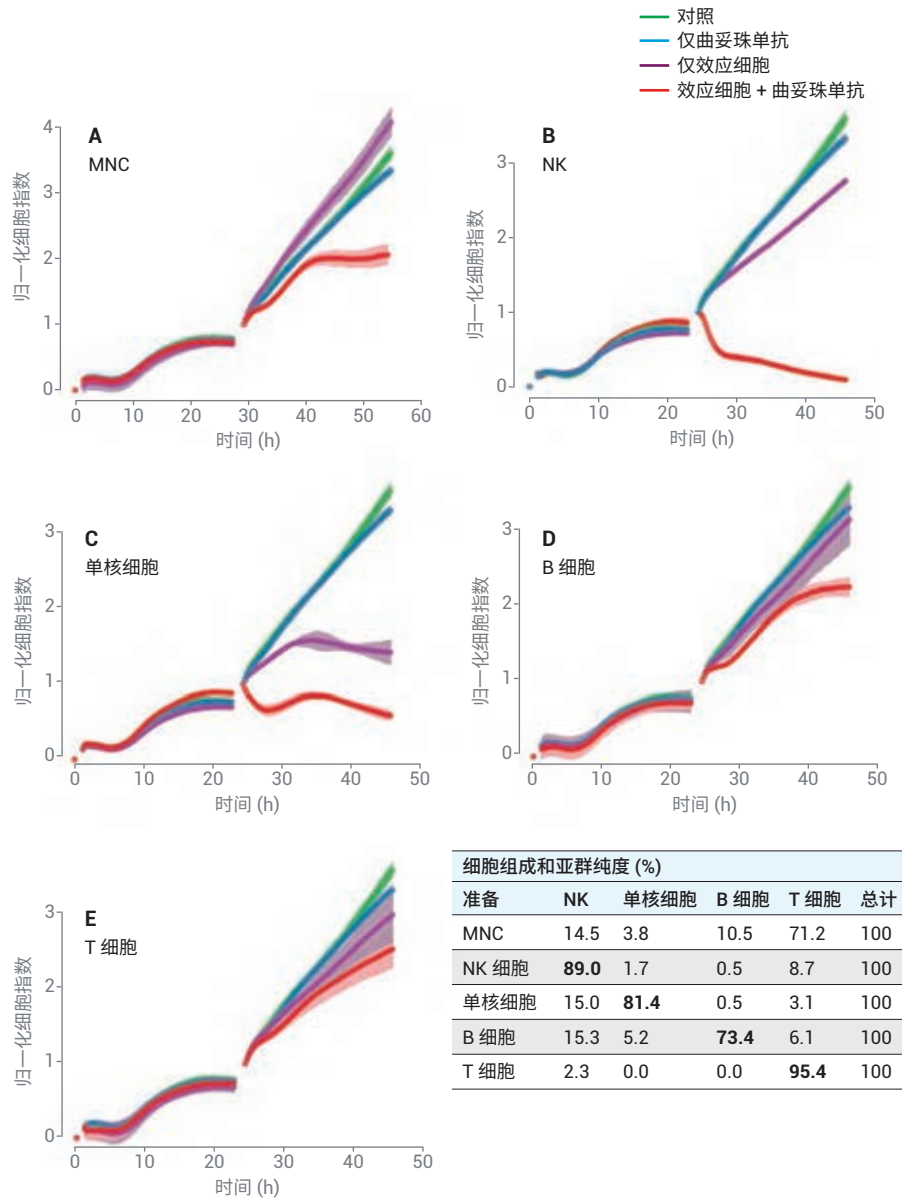 对照
仅曲妥珠单抗
仅效应细胞
效应细胞 + 曲妥珠单抗
A
MNC
归一化细胞指数
4
3
2
1
0
0 10 20 30 40 50 60
时间 (h)
B
NK
归一化细胞指数
3
2
1
0
0 10 20 30 40 50
时间 (h)
C
单核细胞
归一化细胞指数
3
2
1
0
0 10 20 30 40 50
时间 (h)
D
B 细胞
归一化细胞指数
3
2
1
0
0 10 20 30 40 50
时间 (h)
E
T 细胞
归一化细胞指数
3
2
1
0
0 10 20 30 40 50
时间 (h)
细胞组成和亚群纯度 (%)
准备 NK 单核细胞 B 细胞 T 细胞 总计
MNC 14.5 3.8 10.5 71.2 100
NK 细胞 89.0 1.7 0.5 8.7 100
单核细胞 15.0 81.4 0.5 3.1 100
B 细胞 15.3 5.2 73.4 6.1 100
T 细胞 2.3 0.0 0.0 95.4 100